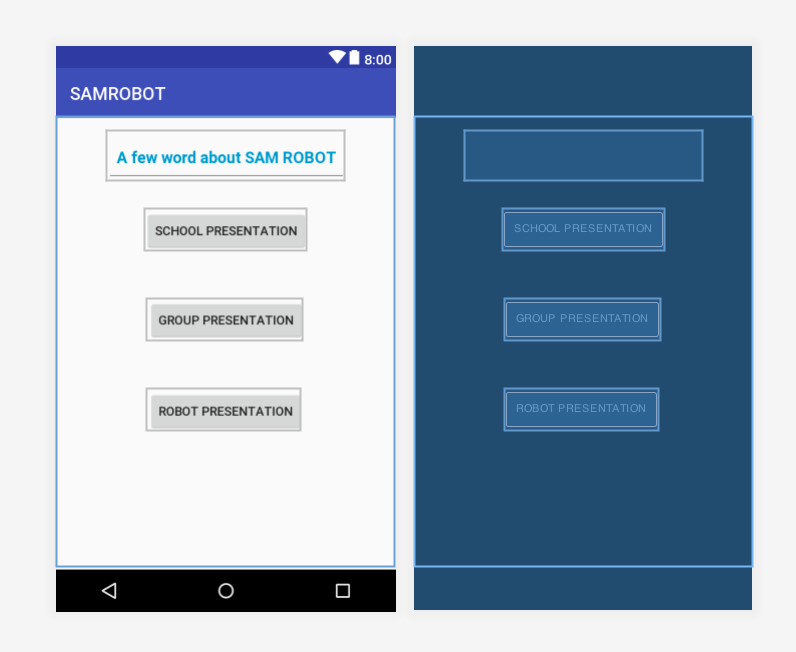 8:00
SAMROBOT
A few word about SAM ROBOT
SCHOOL PRESENTATION
GROUP PRESENTATION
ROBOT PRESENTATION
SCHOOL PRESENTATION
GROUP PRESENTATION
ROBOT PRESENTATION